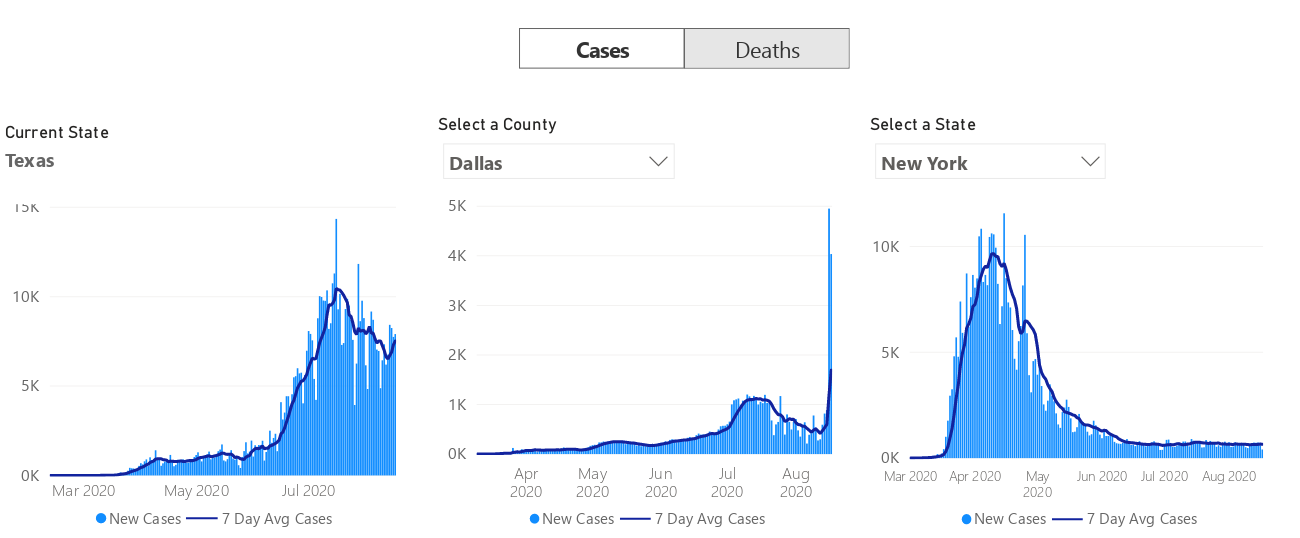 Cases Deaths
Current State
Texas
Select a County
Dallas
Select a State
New York
15K
10K
5K
0K
Mar 2020 May 2020 Jul 2020
New Cases 7 Day Avg Cases
5K
4K
3K
2K
1K
0K
Apr May Jun Jul Aug
2020 2020 2020 2020 2020
New Cases 7 Day Avg Cases
10K
5K
0K
Mar 2020 Apr 2020 May Jun 2020 Jul 2020 Aug 2020
2020
New Cases 7 Day Avg Cases